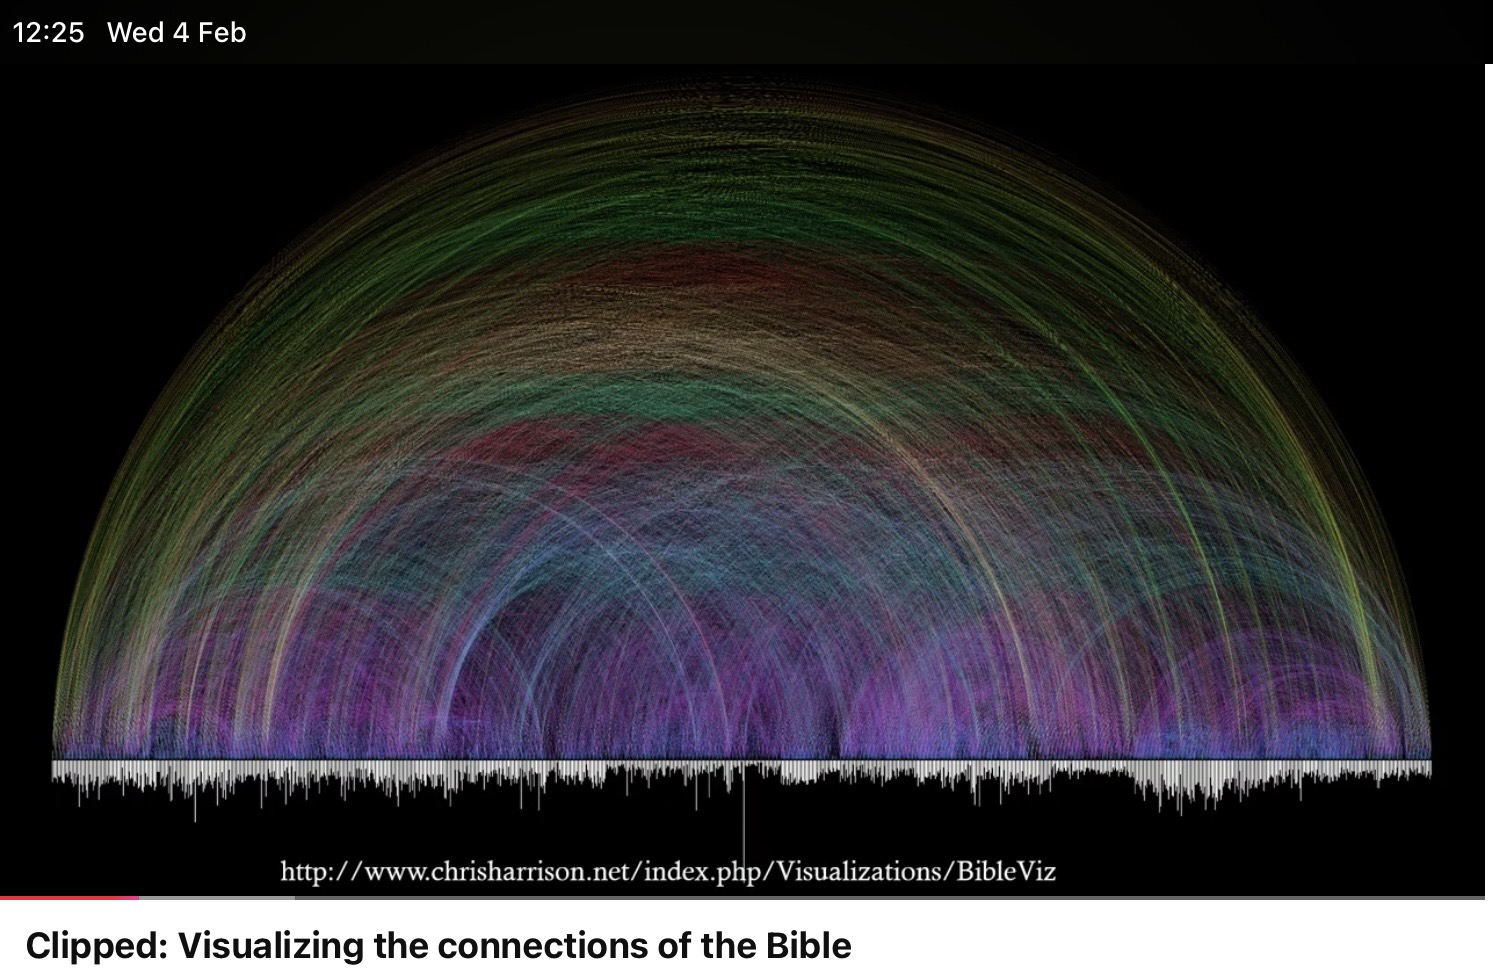 12:25 Wed 4 Feb
http://www.chrisharrison.net/index.php/Visualizations/BibleViz
Clipped: Visualizing the connections of the Bible